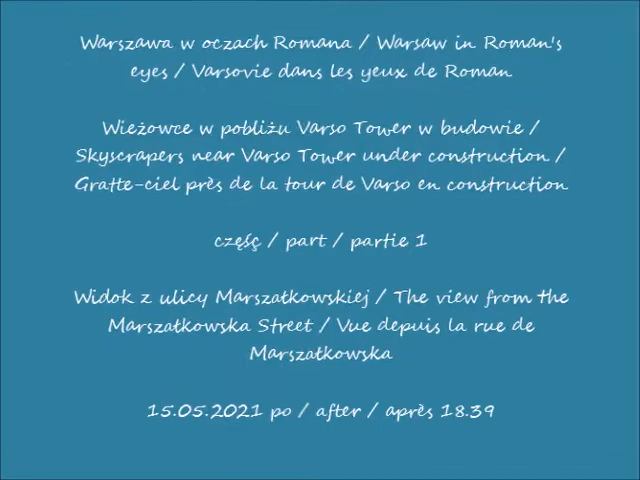 Warszawa w oczach Romana / Warsaw in Roman's
eyes / Varsovie dans les yeux de Roman
Wieżowce w pobliżu Varso Tower w budowie /
Skyscrapers near Varso Tower under construction /
Gratte-ciel près de la tour de Varso en construction
częśç / part / partie 1
Widok z ulicy Marszałkowskiej / The view from the
Marszałkowska Street / Vue depuis la rue de
Marszałkowska
15.05.2021 po / after / après 18.39